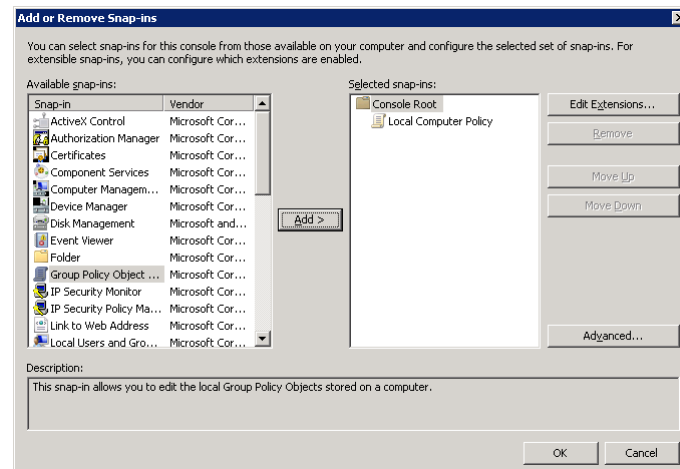 Add or Remove Snap-ins
You can select snap-ins for this console from those available on your computer and configure the selected set of snap-ins. For
extensible snap-ins, you can configure which extensions are enabled.
Available snap-ins:
Snap-in Vendor
ActiveX Control Microsoft Cor...
Authorization Manager Microsoft Cor...
Certificates Microsoft Cor...
Component Services Microsoft Cor...
Computer Managem... Microsoft Cor...
Device Manager Microsoft Cor...
Disk Management Microsoft and...
Event Viewer Microsoft Cor...
Folder Microsoft Cor...
Group Policy Object ... Microsoft Cor...
IP Security Monitor Microsoft Cor...
IP Security Policy Ma... Microsoft Cor...
Link to Web Address Microsoft Cor...
Local Users and Gro... Microsoft Cor...
Add >
Selected snap-ins:
Console Root
Local Computer Policy
Edit Extensions...
Remove
Move Up
Move Down
Advanced...
Description:
This snap-in allows you to edit the local Group Policy Objects stored on a computer.
OK Cancel